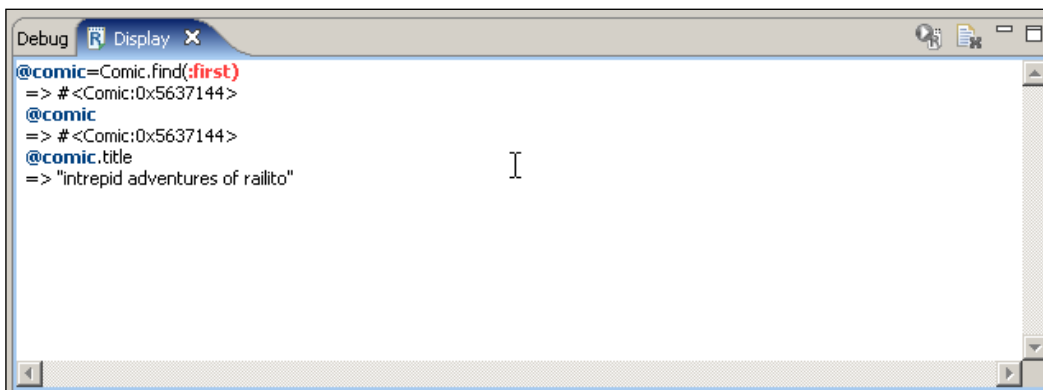 Debug Display
@comic=Comic.find(:first)
=> #<Comic:0x5637144>
@comic
=> #<Comic:0x5637144>
@comic.title
=> "intrepid adventures of railito"